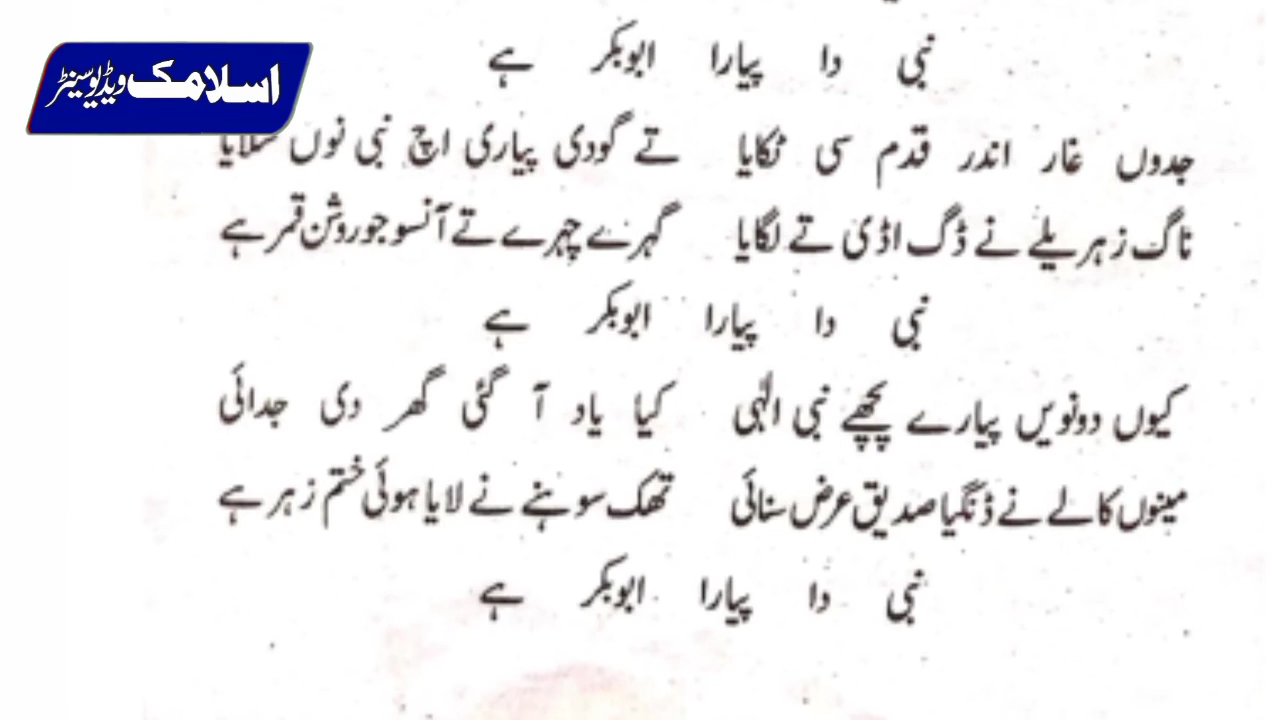 نبی دا پیارا ابوبکر ہے
اسلامک ویڈیو سینٹر
جدوں غار اندر قدم سی ٹکایا تے گودی پیاری اچ نبی نوں سلایا
ناگ زہریلے نے ڈگ اڈی تے لگایا گہرے چہرے تے آنسو جو روشن قمر ہے
نبی دا پیارا ابوبکر ہے
کیوں دونویں پیارے پچھے نبی الٰہی کیا یاد آ گئی گھر دی جدائی
مینوں کالے نے ڈنگیا صدیق عرض سنائی تھک سوہنے نے لایا ہوئی ختم زہر ہے
نبی دا پیارا ابوبکر ہے